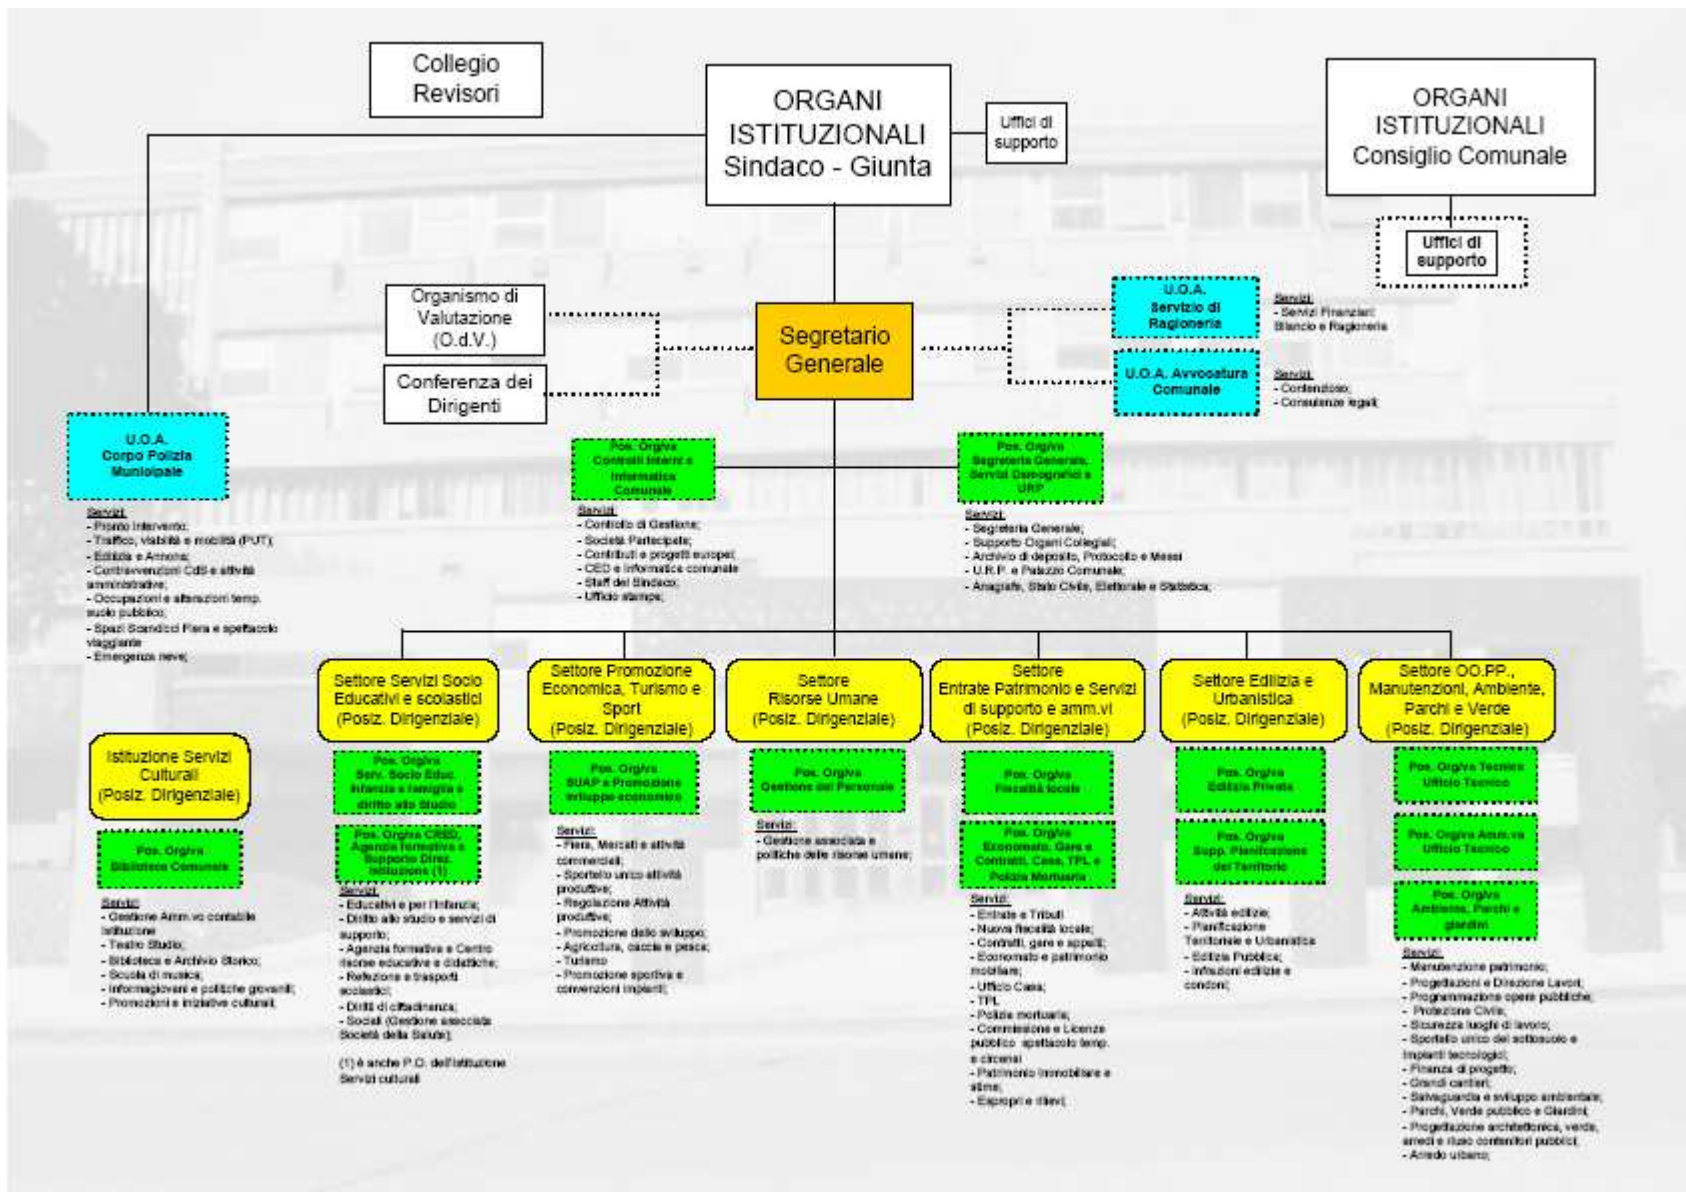 Collegio
Revisori
ORGANI
ISTITUZIONALI
Sindaco - Giunta
Uffici di
supporto
ORGANI
ISTITUZIONALI
Consiglio Comunale
Uffici di
supporto
Organismo di
Valutazione
(O.d.V.)
Conferenza dei
Dirigenti
Segretario
Generale
U.O.A.
Servizio di
Ragioneria
Servizi:
- Servizi Finanziari:
Bilancio e Ragioneria
U.O.A. Avvocatura
Comunale
Servizi:
- Contenzioso;
- Consulenze legali;
U.O.A.
Corpo Polizia
Municipale
Servizi:
- Pronto Intervento;
- Traffico, viabilità e mobilità (PUT);
- Edilizia e Annona;
- Contravvenzioni CdS e attività
amministrative;
- Occupazioni e alterazioni temp.
suolo pubblico;
- Spazi Scandicci Fiera e spettacolo
viaggiante
- Emergenza neve;
Pos. Org/va
Controlli Interni e
Informatica
Comunale
Servizi:
- Controllo di Gestione;
- Società Partecipate;
- Contributi e progetti europei;
- CED e Informatica comunale
- Staff del Sindaco;
- Ufficio stampa;
Pos. Org/va
Segreteria Generale,
Servizi Demografici e
URP
Servizi:
- Segreteria Generale;
- Supporto Organi Collegiali;
- Archivio di deposito, Protocollo e Messi
- U.R.P. e Palazzo Comunale;
- Anagrafe, Stato Civile, Elettorale e Statistica;
Istituzione Servizi
Culturali
(Posiz. Dirigenziale)
Pos. Org/va
Biblioteca Comunale
Servizi:
- Gestione Amm.vo contabile
Istituzione
- Teatro Studio;
- Biblioteca e Archivio Storico;
- Scuola di musica;
- Informagiovani e politiche giovanili;
- Promozioni e iniziative culturali;
Settore Servizi Socio
Educativi e scolastici
(Posiz. Dirigenziale)
Pos. Org/va
Serv. Socio Educ.
Infanzia e famiglia e
diritto allo Studio
Pos. Org/va CRED,
Agenzia formativa e
Supporto Direz.
Istituzione (1)
Servizi:
- Educativi e per l'Infanzia;
- Diritto allo studio e servizi di
supporto;
- Agenzia formativa e Centro
risorse educative e didattiche;
- Refezione e trasporti
scolastici;
- Diritti di cittadinanza;
- Sociali (Gestione associata
Società della Salute);
(1) è anche P.O. dell'Istituzione
Servizi culturali
Settore Promozione
Economica, Turismo e
Sport
(Posiz. Dirigenziale)
Pos. Org/va
SUAP e Promozione
sviluppo economico
Servizi:
- Fiera, Mercati e attività
commerciali;
- Sportello unico attività
produttive;
- Regolazione Attività
produttive;
- Promozione dello sviluppo;
- Agricoltura, caccia e pesca;
- Turismo
- Promozione sportiva e
convenzioni impianti;
Settore
Risorse Umane
(Posiz. Dirigenziale)
Pos. Org/va
Gestione del Personale
Servizi:
- Gestione associata e
politiche delle risorse umane;
Settore
Entrate Patrimonio e Servizi
di supporto e amm.vi
(Posiz. Dirigenziale)
Pos. Org/va
Fiscalità locale
Pos. Org/va
Economato, Gare e
Contratti, Casa, TPL e
Polizia Mortuaria
Servizi:
- Entrate e Tributi
- Nuova fiscalità locale;
- Contratti, gare e appalti;
- Economato e patrimonio
mobiliare;
- Ufficio Casa;
- TPL
- Polizia mortuaria;
- Commissione e Licenze
pubblico spettacolo temp.
e circensi
- Patrimonio Immobiliare e
stime;
- Espropri e rilievi;
Settore Edilizia e
Urbanistica
(Posiz. Dirigenziale)
Pos. Org/va
Edilizia Privata
Pos. Org/va
Supp. Pianificazione
del Territorio
Servizi:
- Attività edilizie;
- Pianificazione
Territoriale e Urbanistica
- Edilizia Pubblica;
- Infrazioni edilizie e
condoni;
Settore OO.PP.,
Manutenzioni, Ambiente,
Parchi e Verde
(Posiz. Dirigenziale)
Pos. Org/va Tecnica
Ufficio Tecnico
Pos. Org/va Amm.va
Ufficio Tecnico
Pos. Org/va
Ambiente, Parchi e
giardini
Servizi:
- Manutenzione patrimonio;
- Progettazioni e Direzione Lavori;
- Programmazione opere pubbliche;
- Protezione Civile;
- Sicurezza luoghi di lavoro;
- Sportello unico del sottosuolo e
Impianti tecnologici;
- Finanza di progetto;
- Grandi cantieri;
- Salvaguardia e sviluppo ambientale;
- Parchi, Verde pubblico e Giardini;
- Progettazione architettonica, verde,
arredi e riuso contenitori pubblici;
- Arredo urbano;